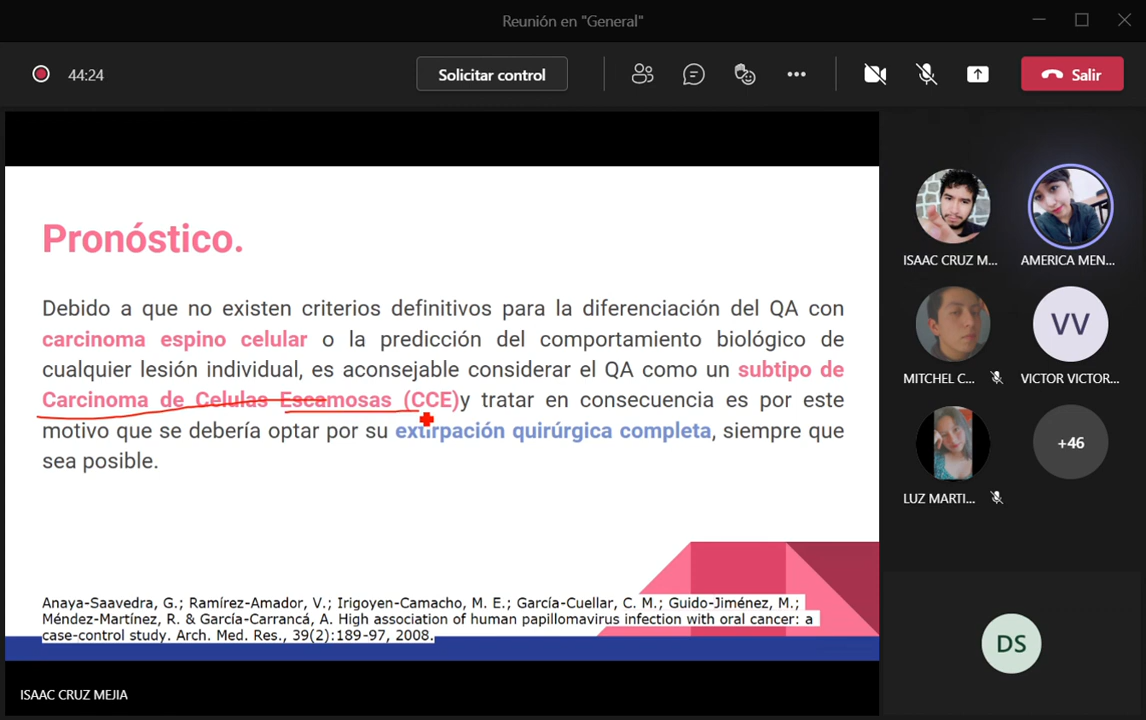 Reunión en "General"
44:24
Solicitar control
Salir
Pronóstico.
Debido a que no existen criterios definitivos para la diferenciación del QA con
carcinoma espino celular o la predicción del comportamiento biológico de
cualquier lesión individual, es aconsejable considerar el QA como un subtipo de
Carcinoma de Celulas Escamosas (CCE)y tratar en consecuencia es por este
motivo que se debería optar por su extirpación quirúrgica completa, siempre que
sea posible.
Anaya-Saavedra, G.; Ramírez-Amador, V.; Irigoyen-Camacho, M. E.; García-Cuellar, C. M.; Guido-Jiménez, M.;
Méndez-Martínez, R. & García-Carrancá, A. High association of human papillomavirus infection with oral cancer: a
case-control study. Arch. Med. Res., 39(2):189-97, 2008.
ISAAC CRUZ MEJIA
ISAAC CRUZ M...
AMERICA MEN...
VV
MITCHEL C...
VICTOR VICTOR...
+46
LUZ MARTI...
DS